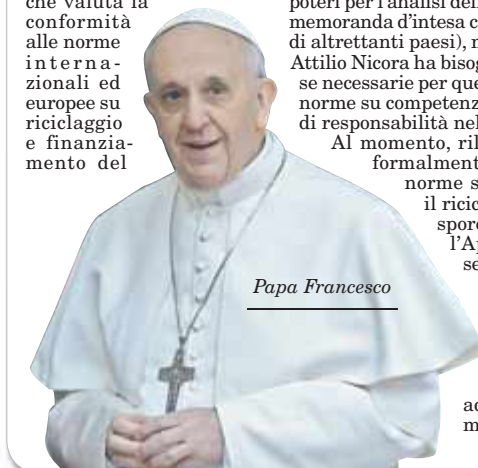 che valuta la
conformità
alle norme
interna-
zionali ed
europee su
riciclaggio
e finanzia-
mento del
poteri per l'analisi del
memoranda d'intesa c
di altrettanti paesi), n
Attilio Nicora ha bisog
se necessarie per que
norme su competenz
di responsabilità nel
Al momento, ril
formalment
norme s
il ricic
spor
l'Ap
se
Papa Francesco
ac
m